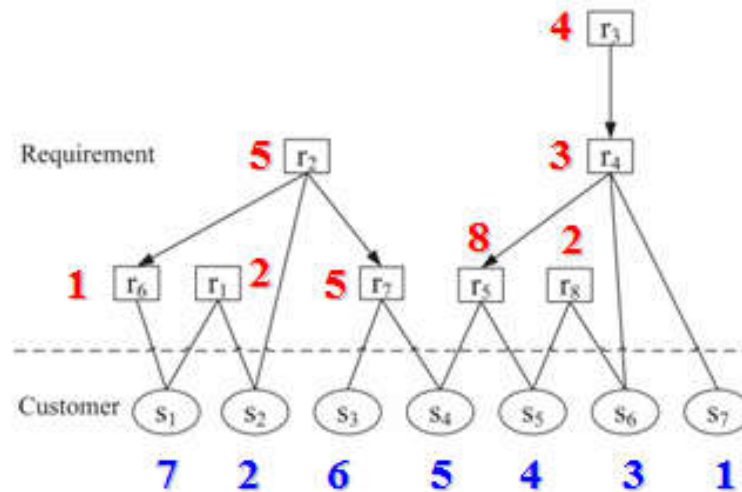 4 r₃
Requirement 5 r₂ 3 r₄
8 2
1 r₆ r₁ 2 5 r₇ r₅ r₈
Customer s₁ s₂ s₃ s₄ s₅ s₆ s₇
7 2 6 5 4 3 1